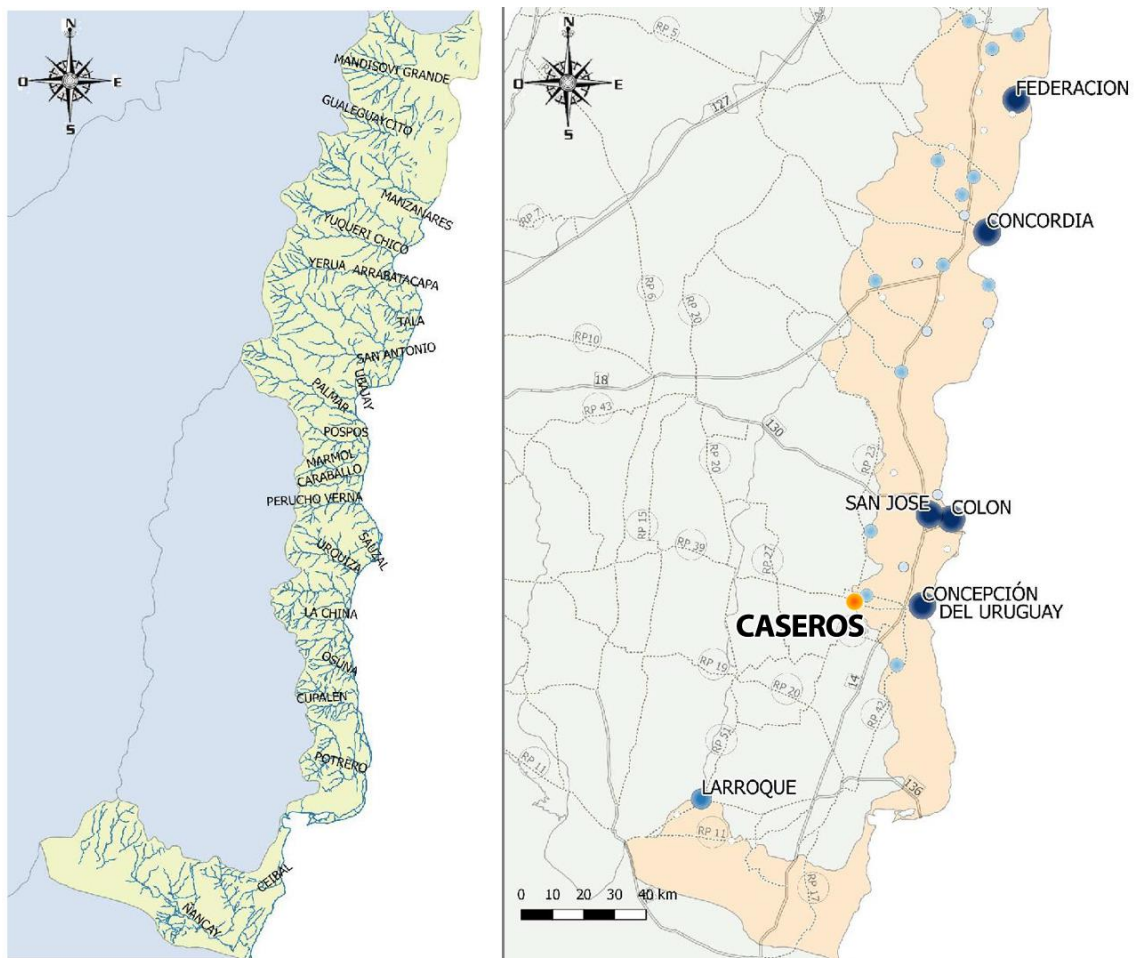 N
O
E
S
MANDISOVI GRANDE
GUALEGUAYCITO
MANZANARES
YUQUERI CHICO
YERUA ARRABATACAPA
TALA
SAN ANTONIO
UBAJAY
PALMAR
POSPOS
MARMOL
CARABALLO
PERUCHO VERNA
SAUZAL
URQUIZA
LA CHINA
OSUNA
CUPALEN
POTRERO
CEIBAL
ÑANCAY
N
O
E
S
RP 5
127
FEDERACION
RP 7
CONCORDIA
RP 6
RP 20
RP10
18
RP 43
130
RP 20
RP 23
SAN JOSE
COLON
RP 15
RP 39
RP 27
CASEROS
CONCEPCIÓN
DEL URUGUAY
RP 19
RP 20
14
RP 42
RP 51
RP 11
LARROQUE
136
RP 11
RP 17
0 10 20 30 40 km